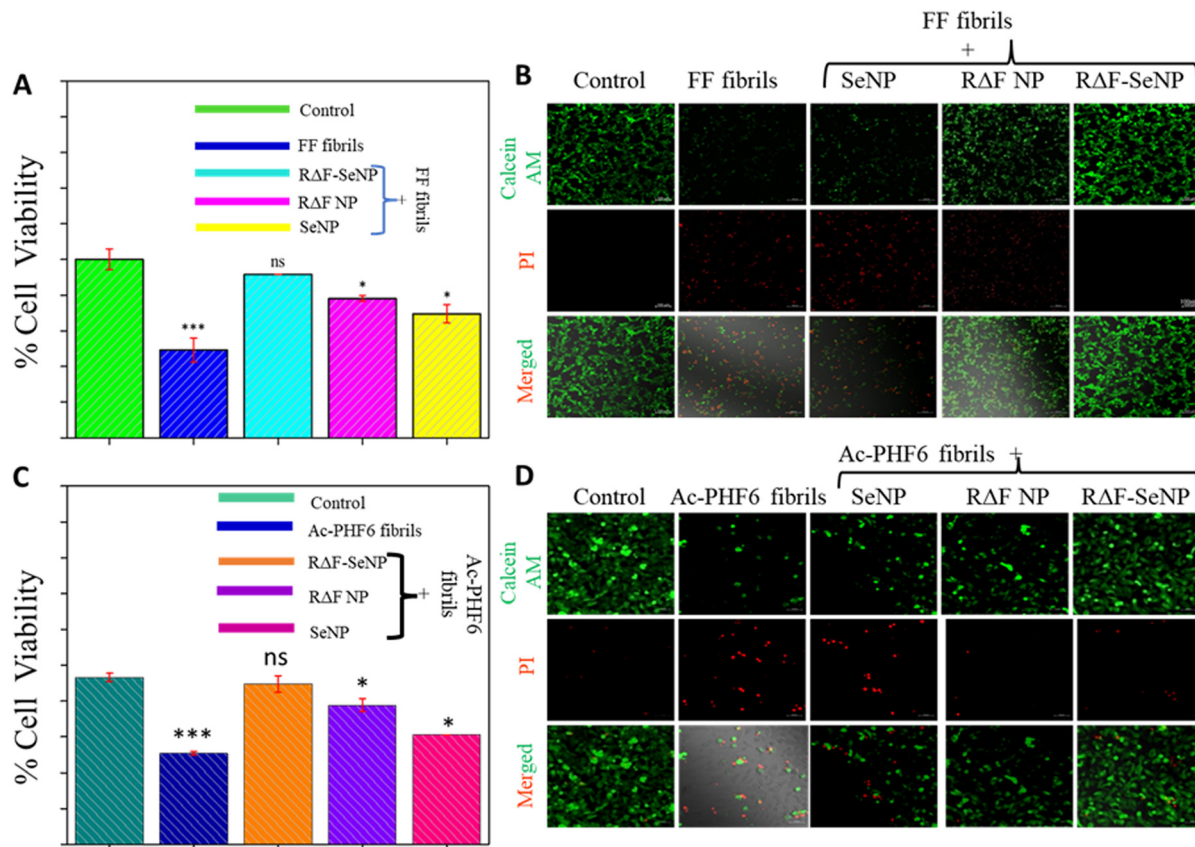 A
% Cell Viability
Control
FF fibrils
RΔF-SeNP
RΔF NP
SeNP
+
FF fibrils
***
ns
*
*
B
FF fibrils
+
Control
FF fibrils
SeNP
RΔF NP
RΔF-SeNP
Calcein
AM
PI
Merged
C
% Cell Viability
Control
Ac-PHF6 fibrils
RΔF-SeNP
RΔF NP
SeNP
+
Ac-PHF6
fibrils
***
ns
*
*
D
Ac-PHF6 fibrils +
Control
Ac-PHF6 fibrils
SeNP
RΔF NP
RΔF-SeNP
Calcein
AM
PI
Merged